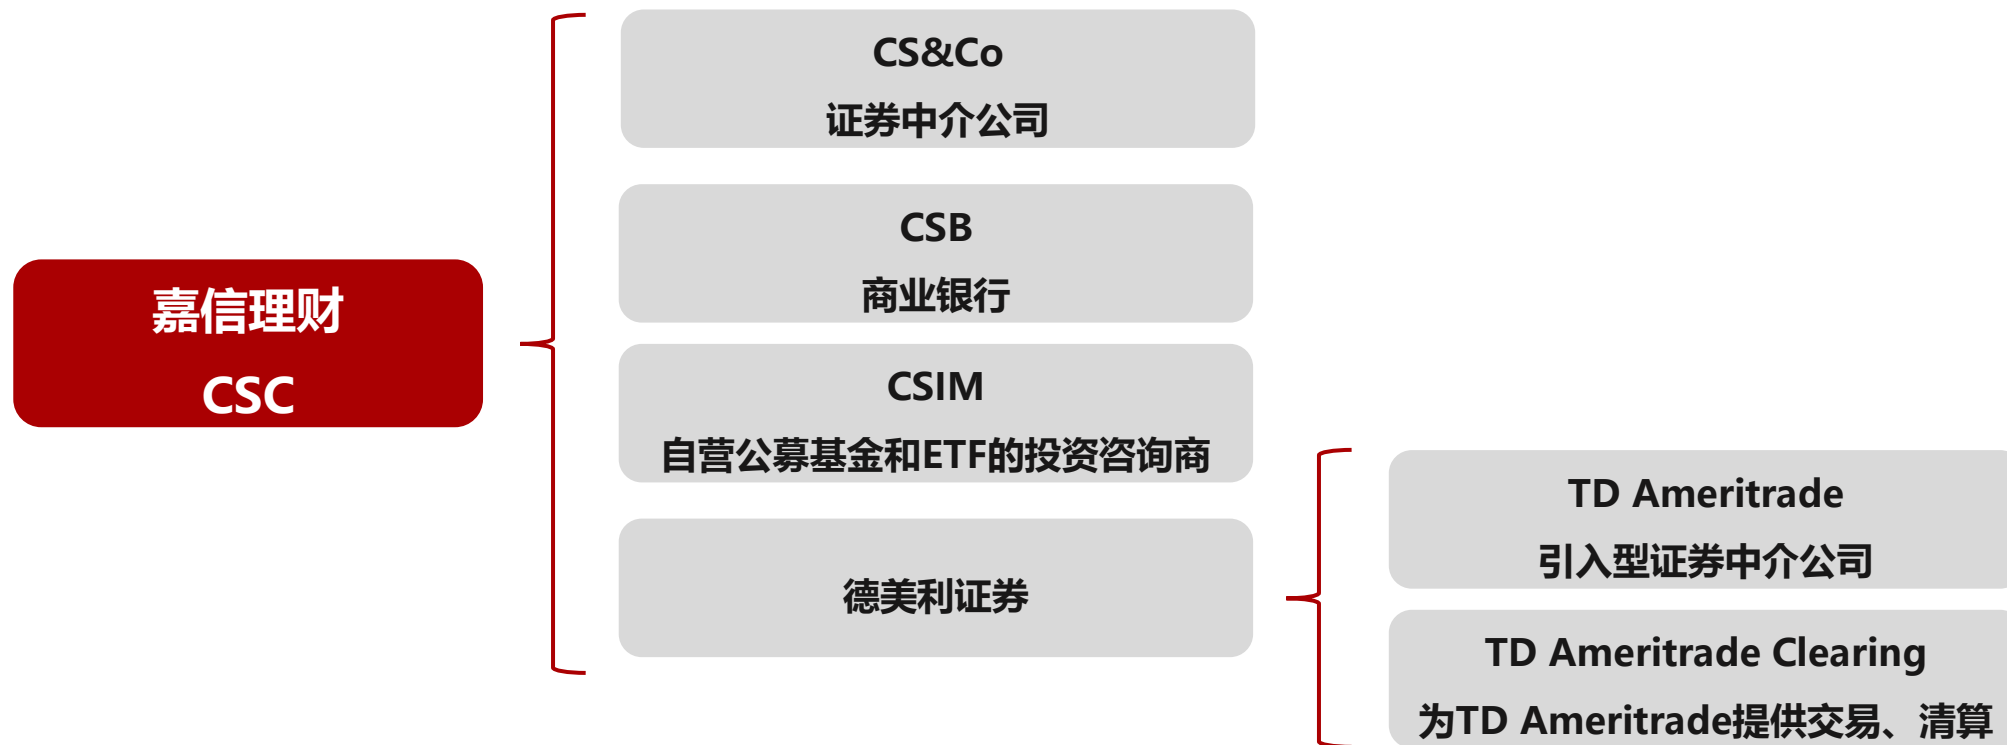 嘉信理财
CSC
CS&Co
证券中介公司
CSB
商业银行
CSIM
自营公募基金和ETF的投资咨询商
德美利证券
TD Ameritrade
引入型证券中介公司
TD Ameritrade Clearing
为TD Ameritrade提供交易、清算